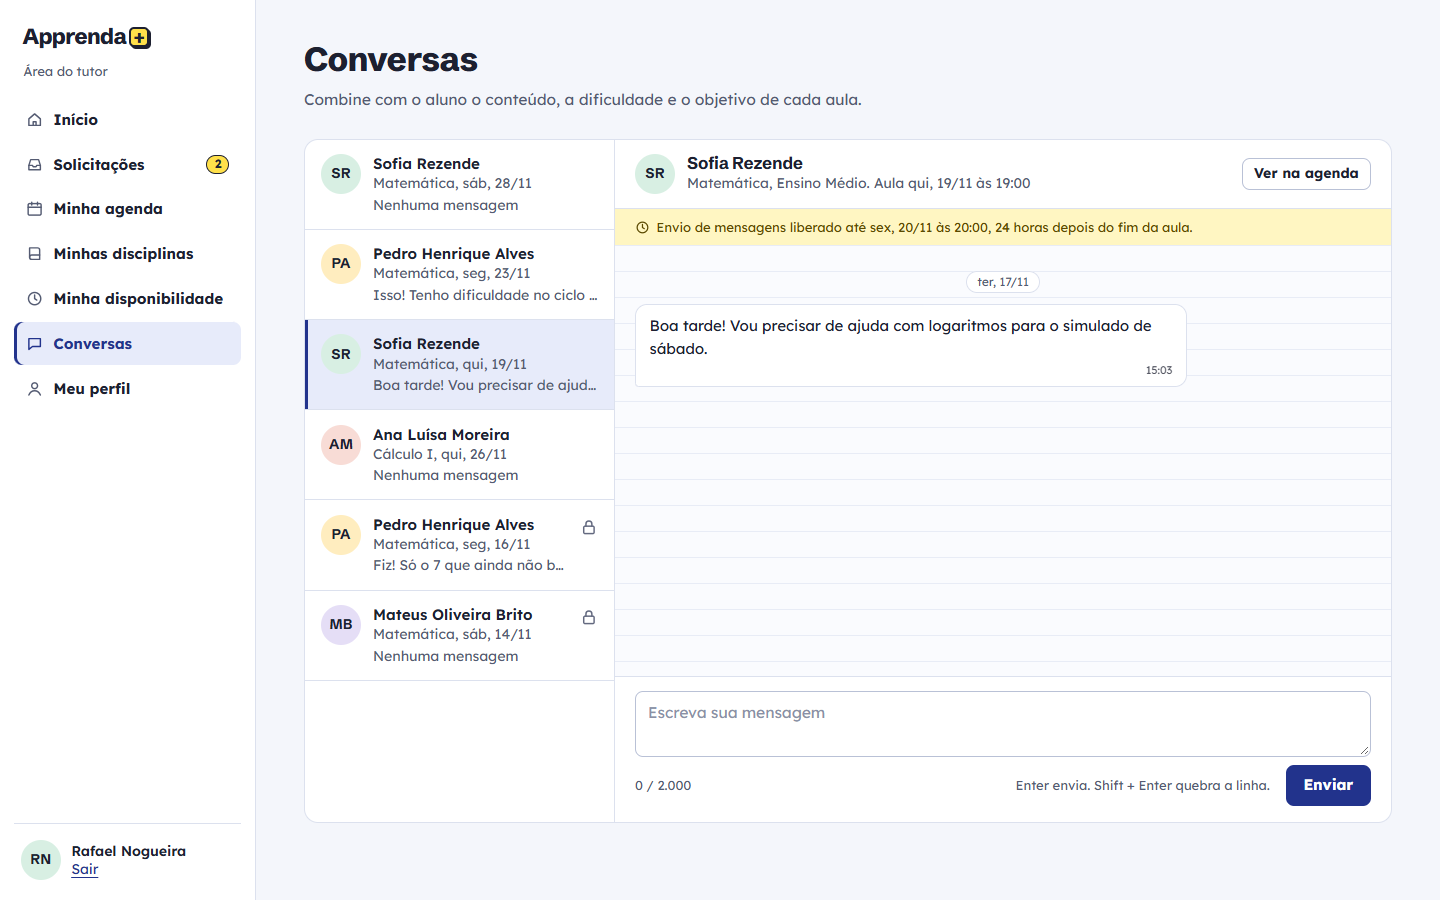 Apprenda+
Área do tutor
Início
Solicitações 2
Minha agenda
Minhas disciplinas
Minha disponibilidade
Conversas
Meu perfil
RN
Rafael Nogueira
Sair
Conversas
Combine com o aluno o conteúdo, a dificuldade e o objetivo de cada aula.
SR
Sofia Rezende
Matemática, sáb, 28/11
Nenhuma mensagem
PA
Pedro Henrique Alves
Matemática, seg, 23/11
Isso! Tenho dificuldade no ciclo ...
SR
Sofia Rezende
Matemática, qui, 19/11
Boa tarde! Vou precisar de ajud...
AM
Ana Luísa Moreira
Cálculo I, qui, 26/11
Nenhuma mensagem
PA
Pedro Henrique Alves
Matemática, seg, 16/11
Fiz! Só o 7 que ainda não b...
MB
Mateus Oliveira Brito
Matemática, sáb, 14/11
Nenhuma mensagem
SR
Sofia Rezende
Matemática, Ensino Médio. Aula qui, 19/11 às 19:00
Ver na agenda
Envio de mensagens liberado até sex, 20/11 às 20:00, 24 horas depois do fim da aula.
ter, 17/11
Boa tarde! Vou precisar de ajuda com logaritmos para o simulado de
sábado.
15:03
Escreva sua mensagem
0 / 2.000
Enter envia. Shift + Enter quebra a linha.
Enviar